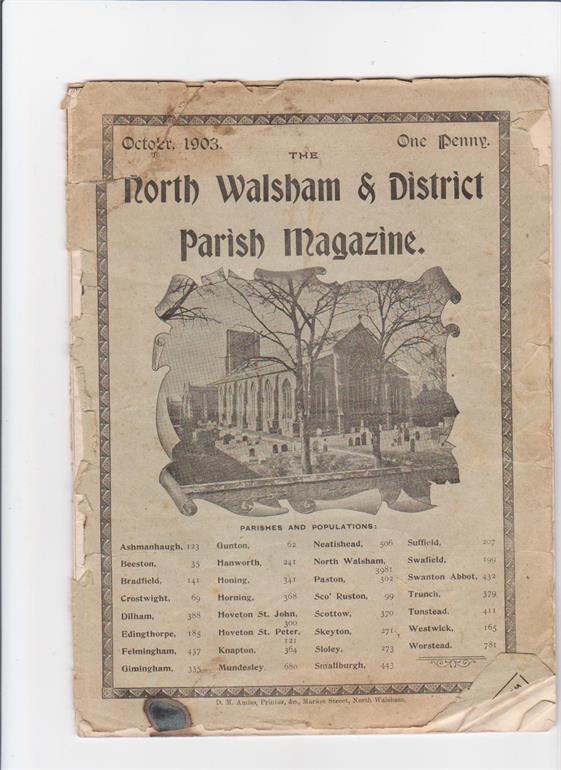 October, 1903. One Penny.
THE
North Walsham & District
Parish Magazine.
PARISHES AND POPULATIONS:
Ashmanhaugh, 123
Beeston, 35
Bradfield, 141
Crostwight, 69
Dilham, 388
Edingthorpe, 185
Felmingham, 437
Gimingham, 335
Gunton, 62
Hanworth, 241
Honing, 341
Horning, 368
Hoveton St. John,
300
Hoveton St. Peter,
121
Knapton, 364
Mundesley, 680
Neatishead, 506
North Walsham,
3981
Paston, 302
Sco' Ruston, 99
Scottow, 370
Skeyton, 271
Sloley, 273
Smallburgh, 443
Suffield, 207
Swafield, 199
Swanton Abbot, 432
Trunch, 379
Tunstead, 411
Westwick, 165
Worstead, 781
D. M. Amies, Printer, &c., Market Street, North Walsham.